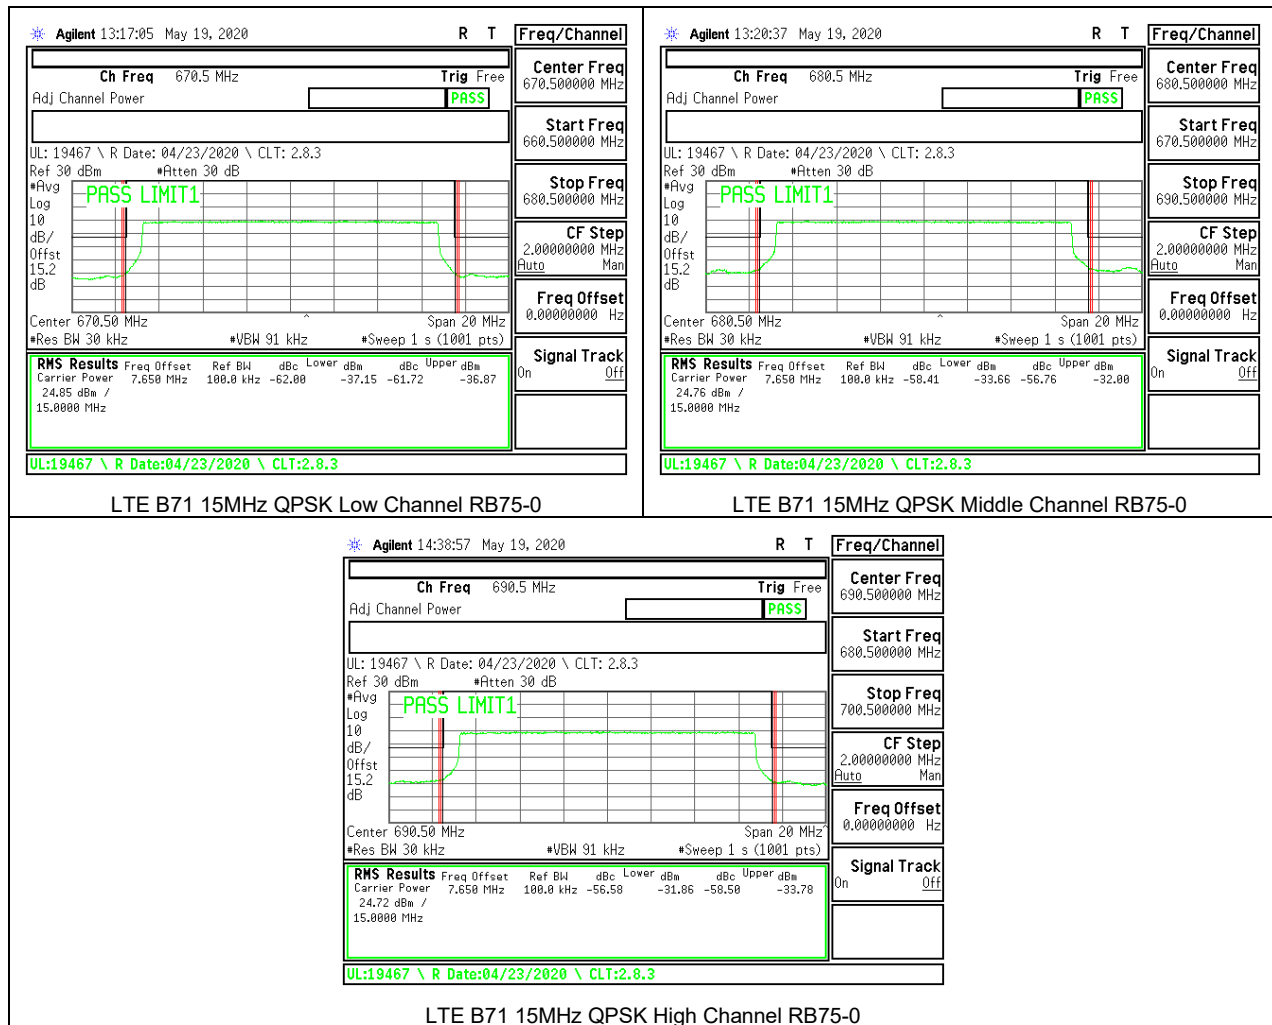 Agilent 13:17:05 May 19, 2020 R T Freq/Channel
Ch Freq 670.5 MHz Trig Free
Adj Channel Power PASS
Center Freq
670.500000 MHz
Start Freq
660.500000 MHz
UL: 19467 \ R Date: 04/23/2020 \ CLT: 2.8.3
Ref 30 dBm #Atten 30 dB
#Avg
Log
10
dB/
Offst
15.2
dB
PASS LIMIT1
Stop Freq
680.500000 MHz
CF Step
2.00000000 MHz
Auto Man
Freq Offset
0.00000000 Hz
Center 670.50 MHz ^ Span 20 MHz
#Res BW 30 kHz #VBW 91 kHz #Sweep 1 s (1001 pts)
Signal Track
On Off
RMS Results Freq Offset Ref BW dBc Lower dBm dBc Upper dBm
Carrier Power 7.650 MHz 100.0 kHz -62.00 -37.15 -61.72 -36.87
24.85 dBm /
15.0000 MHz
UL:19467 \ R Date:04/23/2020 \ CLT:2.8.3
LTE B71 15MHz QPSK Low Channel RB75-0
Agilent 13:20:37 May 19, 2020 R T Freq/Channel
Ch Freq 680.5 MHz Trig Free
Adj Channel Power PASS
Center Freq
680.500000 MHz
Start Freq
670.500000 MHz
UL: 19467 \ R Date: 04/23/2020 \ CLT: 2.8.3
Ref 30 dBm #Atten 30 dB
#Avg
Log
10
dB/
Offst
15.2
dB
PASS LIMIT1
Stop Freq
690.500000 MHz
CF Step
2.00000000 MHz
Auto Man
Freq Offset
0.00000000 Hz
Center 680.50 MHz ^ Span 20 MHz
#Res BW 30 kHz #VBW 91 kHz #Sweep 1 s (1001 pts)
Signal Track
On Off
RMS Results Freq Offset Ref BW dBc Lower dBm dBc Upper dBm
Carrier Power 7.650 MHz 100.0 kHz -58.41 -33.66 -56.76 -32.00
24.76 dBm /
15.0000 MHz
UL:19467 \ R Date:04/23/2020 \ CLT:2.8.3
LTE B71 15MHz QPSK Middle Channel RB75-0
Agilent 14:38:57 May 19, 2020 R T Freq/Channel
Ch Freq 690.5 MHz Trig Free
Adj Channel Power PASS
Center Freq
690.500000 MHz
Start Freq
680.500000 MHz
UL: 19467 \ R Date: 04/23/2020 \ CLT: 2.8.3
Ref 30 dBm #Atten 30 dB
#Avg
Log
10
dB/
Offst
15.2
dB
PASS LIMIT1
Stop Freq
700.500000 MHz
CF Step
2.00000000 MHz
Auto Man
Freq Offset
0.00000000 Hz
Center 690.50 MHz Span 20 MHz^
#Res BW 30 kHz #VBW 91 kHz #Sweep 1 s (1001 pts)
Signal Track
On Off
RMS Results Freq Offset Ref BW dBc Lower dBm dBc Upper dBm
Carrier Power 7.650 MHz 100.0 kHz -56.58 -31.86 -58.50 -33.78
24.72 dBm /
15.0000 MHz
UL:19467 \ R Date:04/23/2020 \ CLT:2.8.3
LTE B71 15MHz QPSK High Channel RB75-0